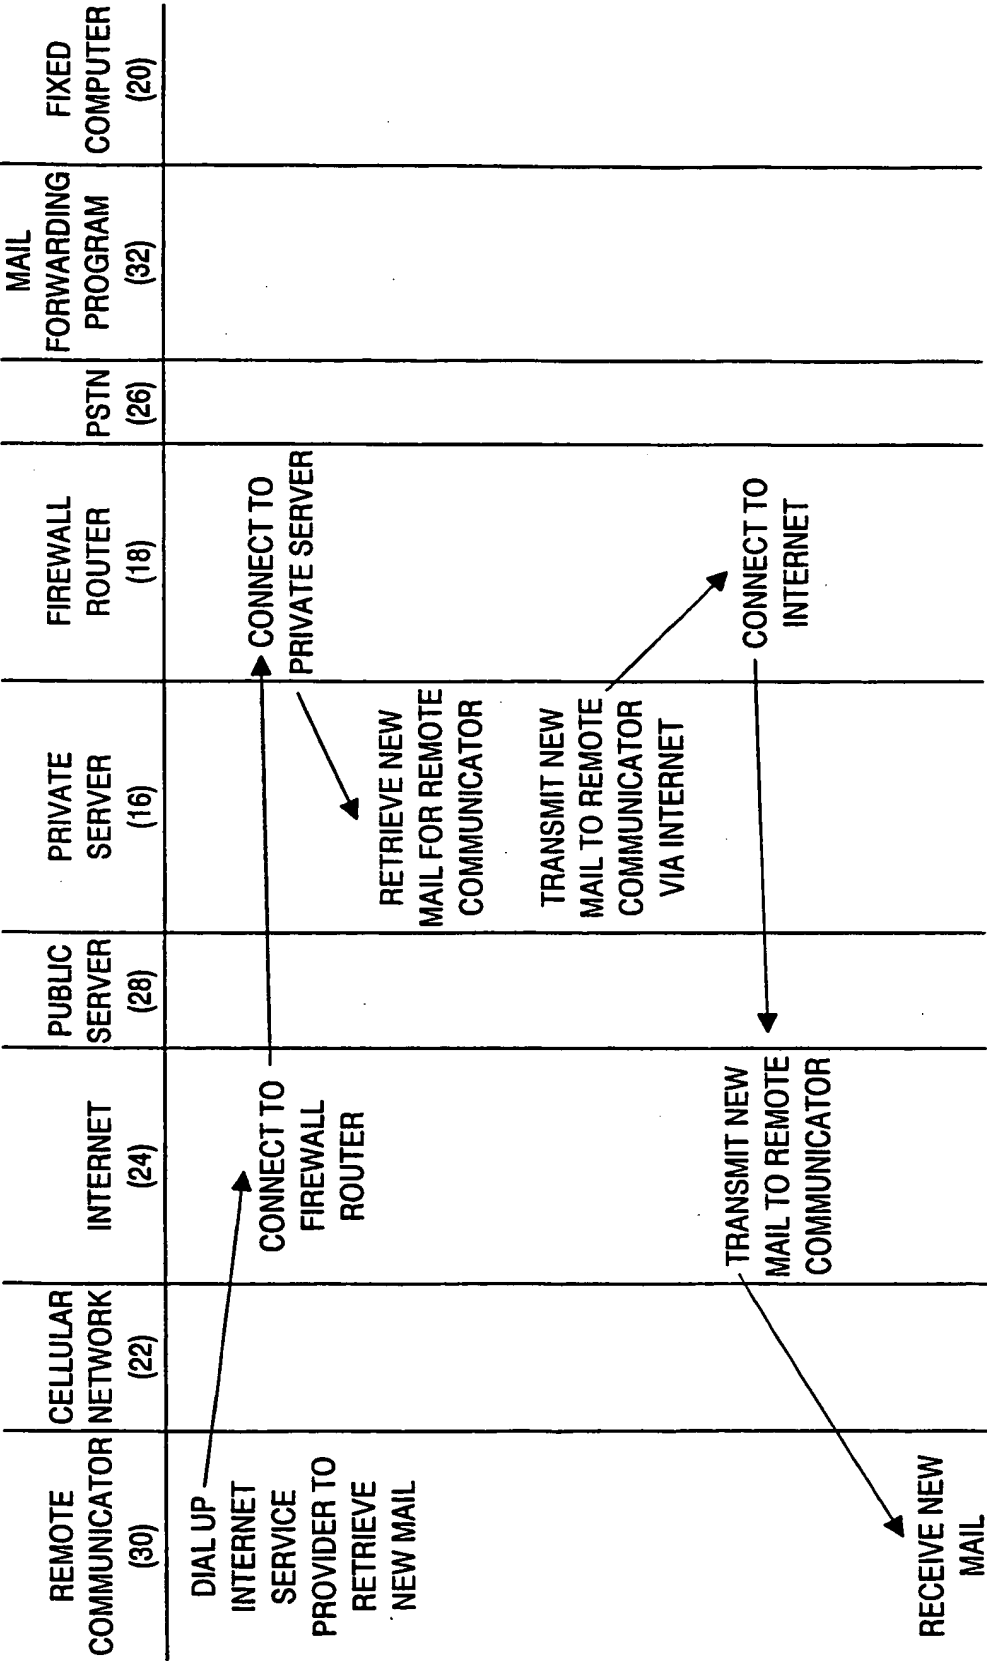 REMOTE
COMMUNICATOR
(30)
CELLULAR
NETWORK
(22)
INTERNET
(24)
PUBLIC
SERVER
(28)
PRIVATE
SERVER
(16)
FIREWALL
ROUTER
(18)
PSTN
(26)
MAIL
FORWARDING
PROGRAM
(32)
FIXED
COMPUTER
(20)
DIAL UP
INTERNET
SERVICE
PROVIDER TO
RETRIEVE
NEW MAIL
CONNECT TO
FIREWALL
ROUTER
CONNECT TO
PRIVATE SERVER
RETRIEVE NEW
MAIL FOR REMOTE
COMMUNICATOR
TRANSMIT NEW
MAIL TO REMOTE
COMMUNICATOR
VIA INTERNET
CONNECT TO
INTERNET
TRANSMIT NEW
MAIL TO REMOTE
COMMUNICATOR
RECEIVE NEW
MAIL